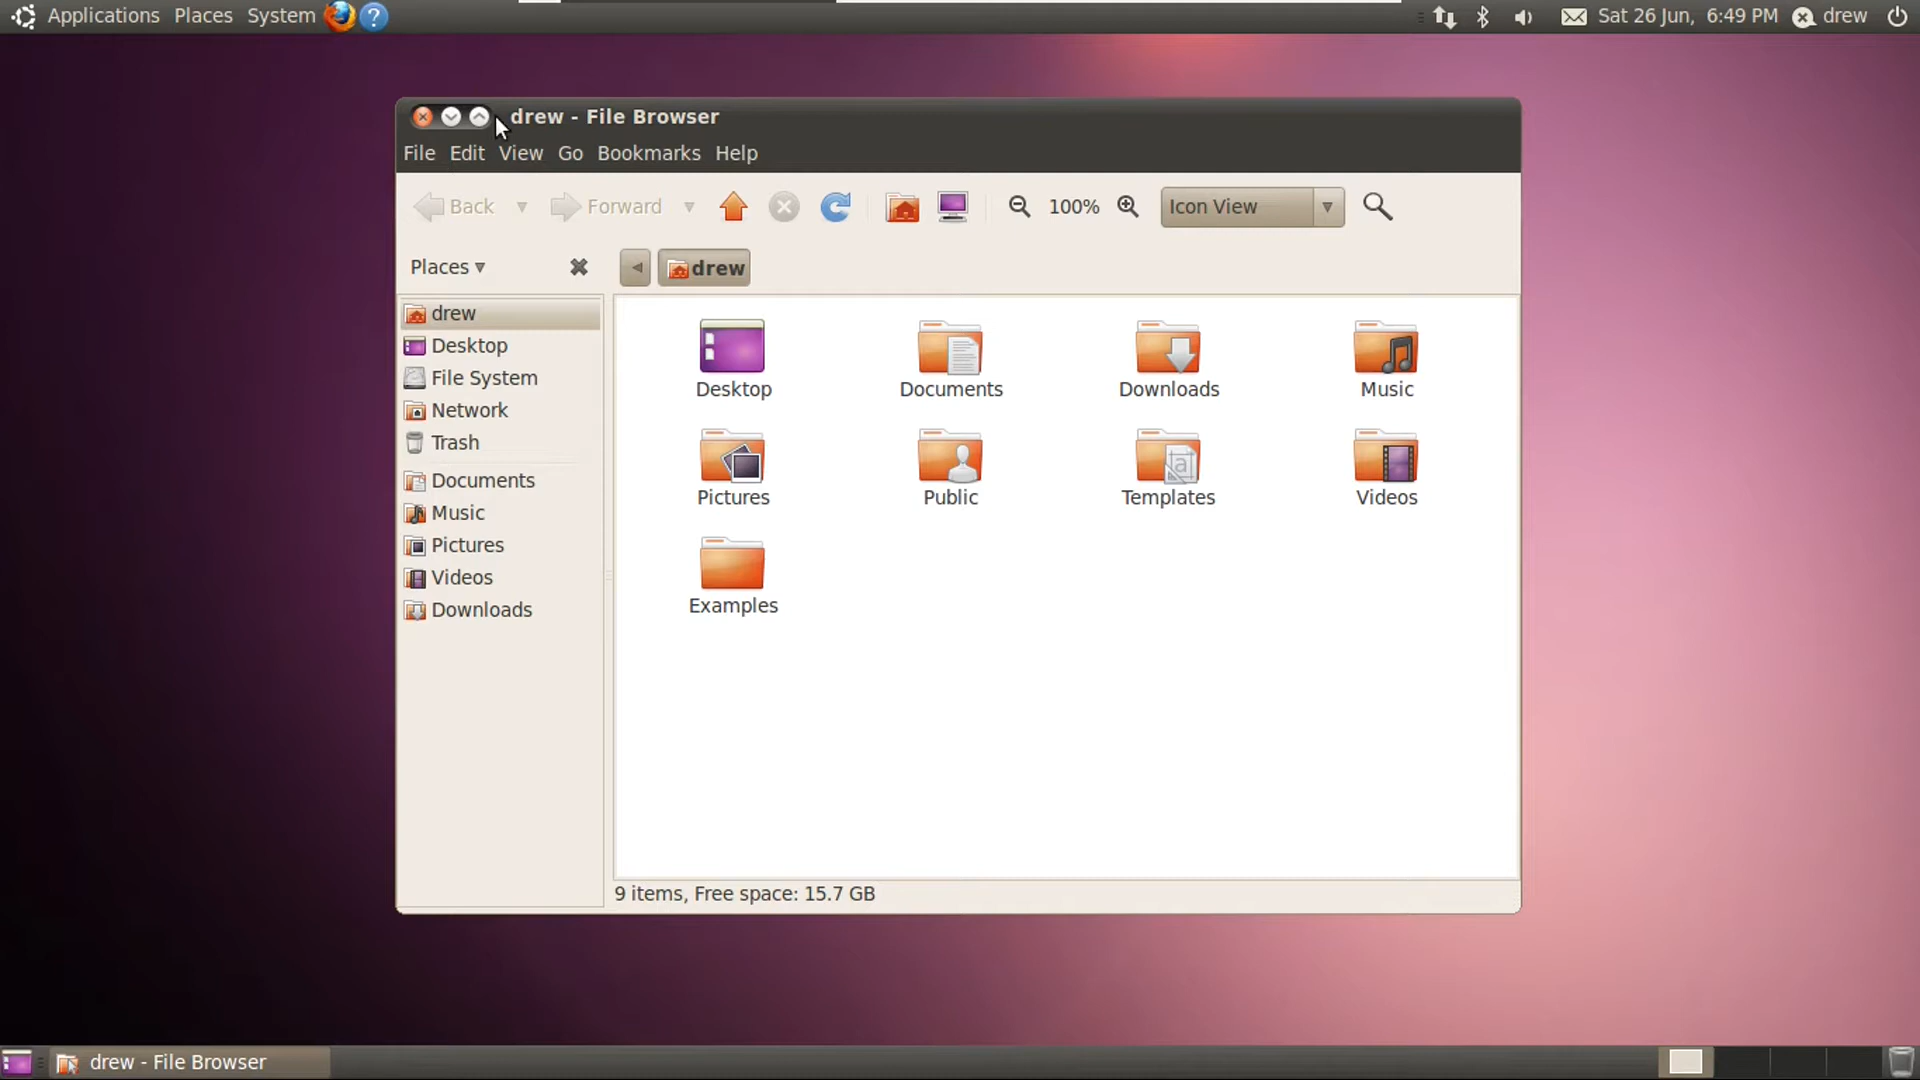 Applications Places System Sat 26 Jun, 6:49 PM drew
drew - File Browser
File Edit View Go Bookmarks Help
Back Forward 100% Icon View
Places drew
drew
Desktop
File System
Network
Trash
Documents
Music
Pictures
Videos
Downloads
Desktop Documents Downloads Music
Pictures Public Templates Videos
Examples
9 items, Free space: 15.7 GB
drew - File Browser